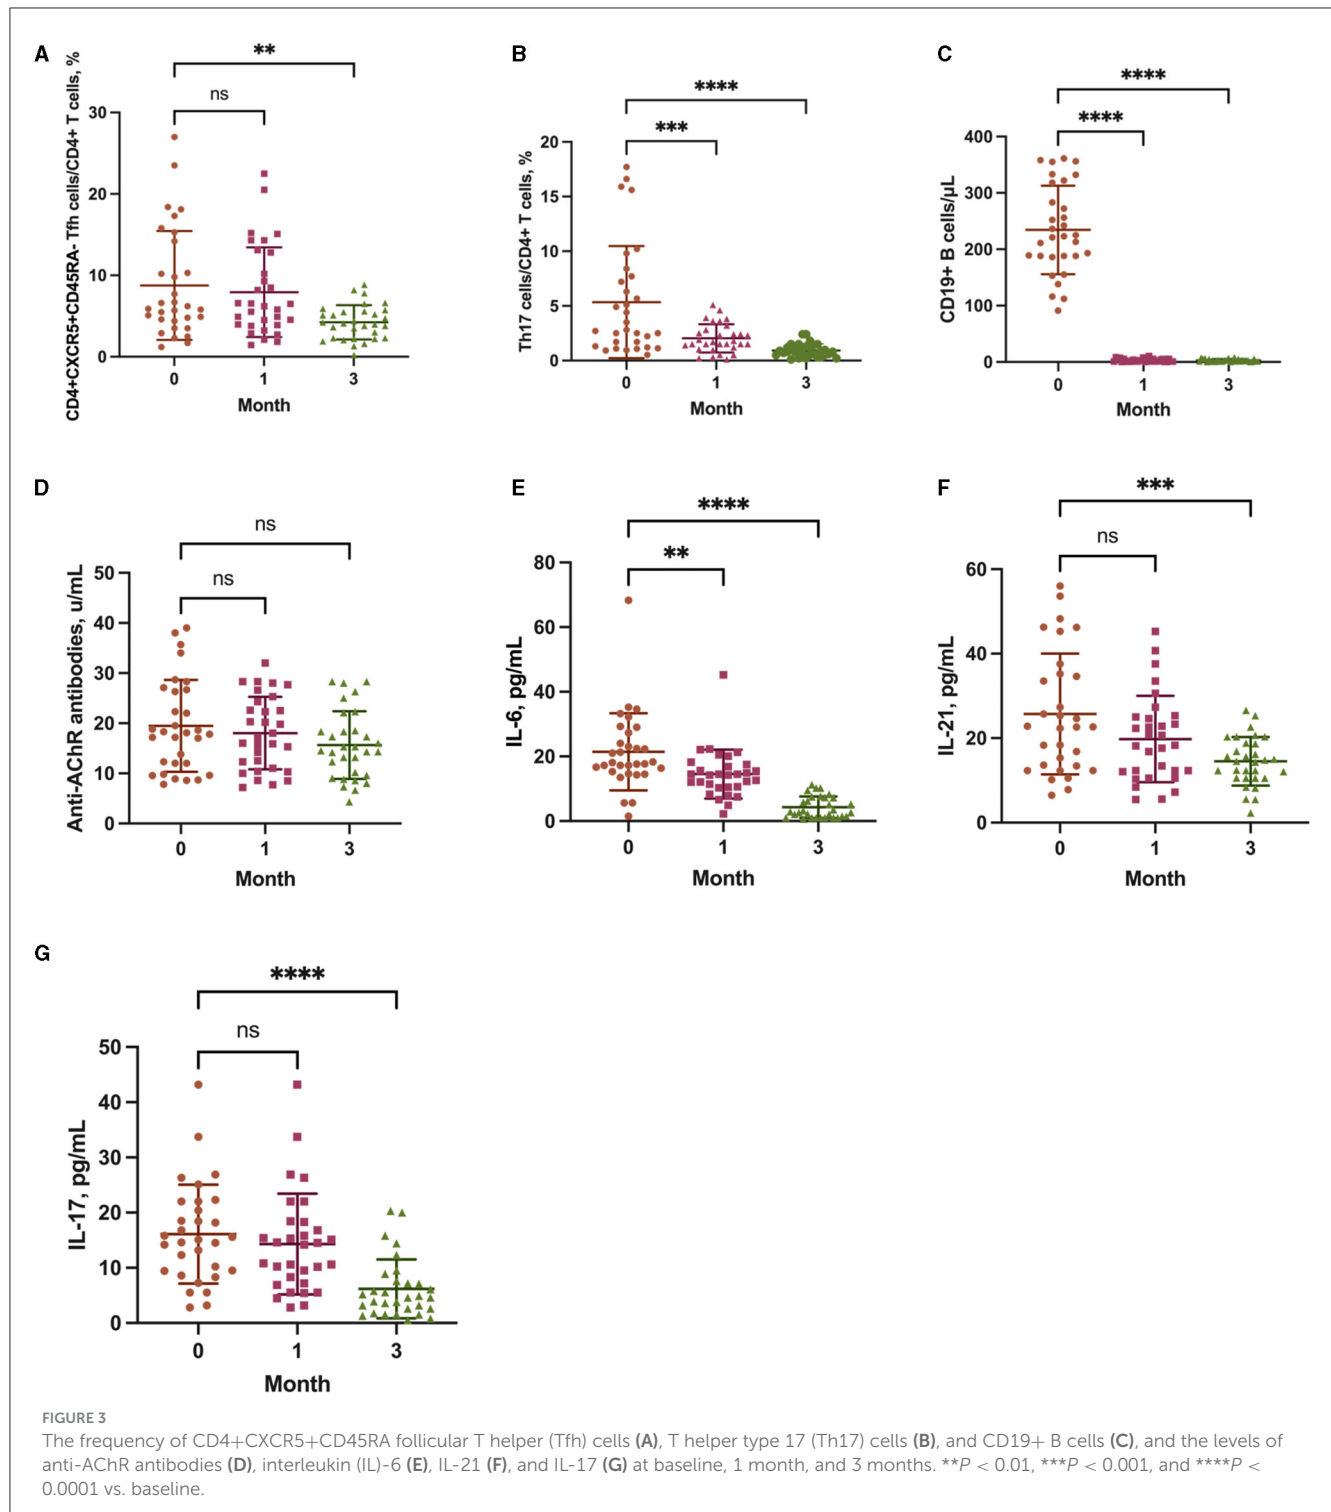 A
**
ns
CD4+CXCR5+CD45RA- Tfh cells/CD4+ T cells, %
30
20
10
0
0 1 3
Month
B
****
***
Th17 cells/CD4+ T cells, %
20
15
10
5
0
0 1 3
Month
C
****
****
CD19+ B cells/μL
400
300
200
100
0
0 1 3
Month
D
ns
ns
Anti-AChR antibodies, u/mL
50
40
30
20
10
0
0 1 3
Month
E
****
**
IL-6, pg/mL
80
60
40
20
0
0 1 3
Month
F
***
ns
IL-21, pg/mL
60
40
20
0
0 1 3
Month
G
****
ns
IL-17, pg/mL
50
40
30
20
10
0
0 1 3
Month
FIGURE 3
The frequency of CD4+CXCR5+CD45RA follicular T helper (Tfh) cells (A), T helper type 17 (Th17) cells (B), and CD19+ B cells (C), and the levels of
anti-AChR antibodies (D), interleukin (IL)-6 (E), IL-21 (F), and IL-17 (G) at baseline, 1 month, and 3 months. **P < 0.01, ***P < 0.001, and ****P <
0.0001 vs. baseline.